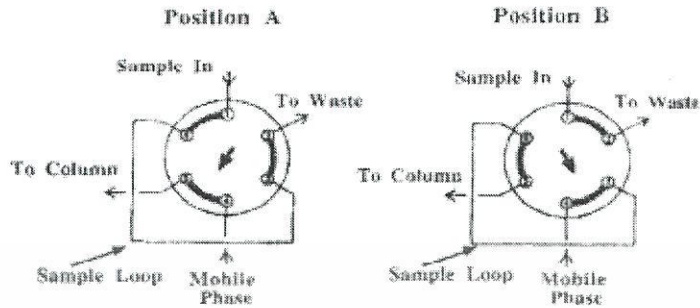 Position A
Position B
Sample In
To Waste
To Column
Sample Loop
Mobile
Phase
Sample In
To Waste
To Column
Sample Loop
Mobile
Phase